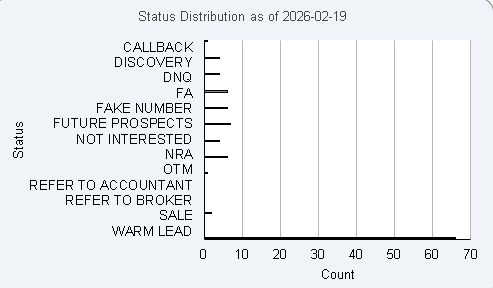 Status Distribution as of 2026-02-19
CALLBACK
DISCOVERY
DNQ
FA
FAKE NUMBER
FUTURE PROSPECTS
NOT INTERESTED
NRA
OTM
REFER TO ACCOUNTANT
REFER TO BROKER
SALE
WARM LEAD
Status
0 10 20 30 40 50 60 70
Count